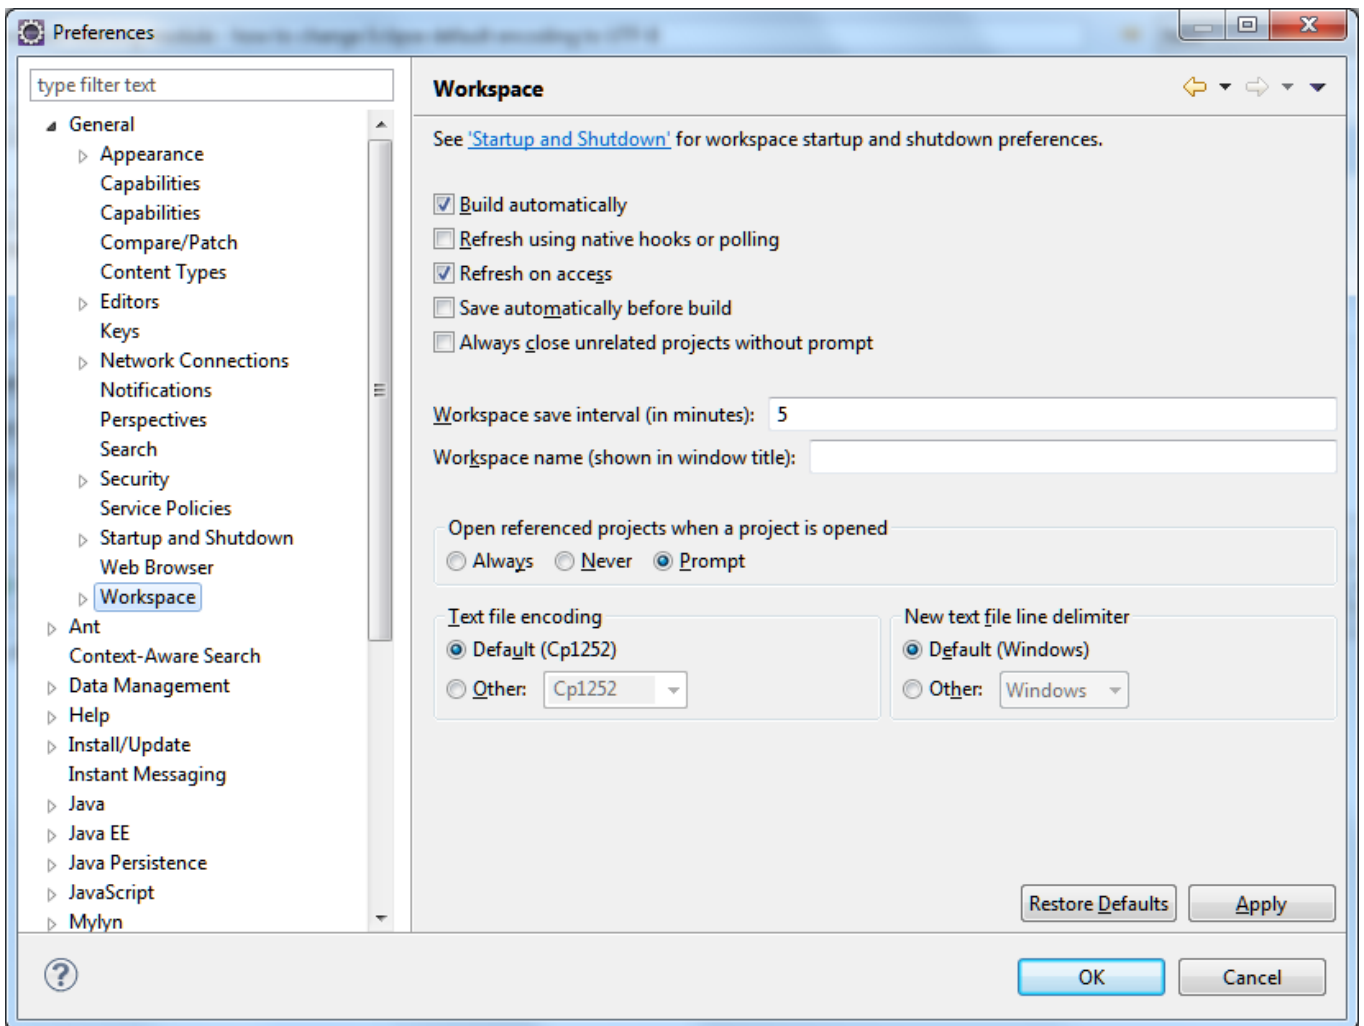 Preferences
type filter text
General
Appearance
Capabilities
Capabilities
Compare/Patch
Content Types
Editors
Keys
Network Connections
Notifications
Perspectives
Search
Security
Service Policies
Startup and Shutdown
Web Browser
Workspace
Ant
Context-Aware Search
Data Management
Help
Install/Update
Instant Messaging
Java
Java EE
Java Persistence
JavaScript
Mylyn
Workspace
See 'Startup and Shutdown' for workspace startup and shutdown preferences.
Build automatically
Refresh using native hooks or polling
Refresh on access
Save automatically before build
Always close unrelated projects without prompt
Workspace save interval (in minutes): 5
Workspace name (shown in window title):
Open referenced projects when a project is opened
Always Never Prompt
Text file encoding
Default (Cp1252)
Other: Cp1252
New text file line delimiter
Default (Windows)
Other: Windows
Restore Defaults Apply
OK Cancel